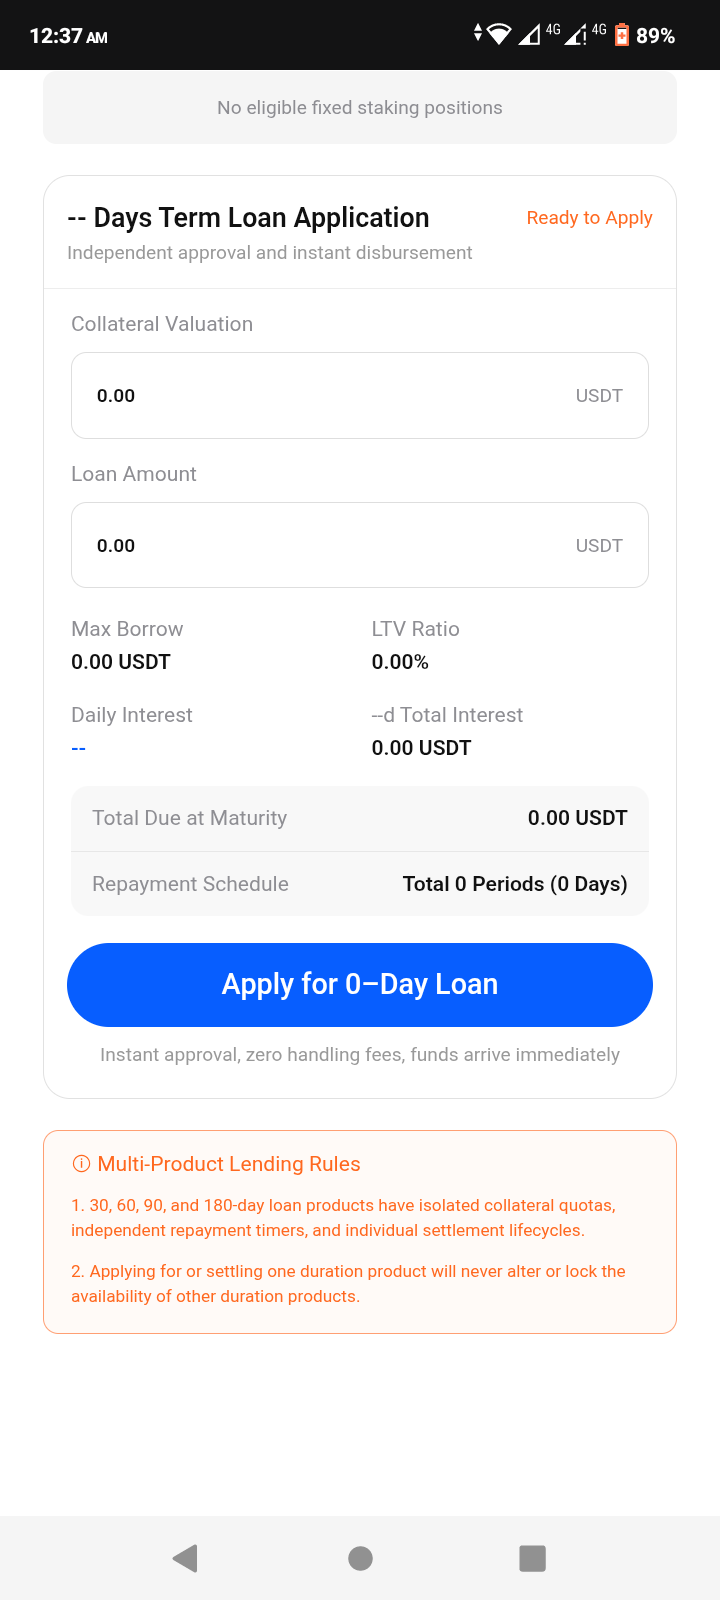 12:37 AM 4G 4G 89%
No eligible fixed staking positions
-- Days Term Loan Application
Ready to Apply
Independent approval and instant disbursement
Collateral Valuation
0.00 USDT
Loan Amount
0.00 USDT
Max Borrow
LTV Ratio
0.00 USDT
0.00%
Daily Interest
--d Total Interest
--
0.00 USDT
Total Due at Maturity 0.00 USDT
Repayment Schedule Total 0 Periods (0 Days)
Apply for 0–Day Loan
Instant approval, zero handling fees, funds arrive immediately
Multi-Product Lending Rules
1. 30, 60, 90, and 180-day loan products have isolated collateral quotas,
independent repayment timers, and individual settlement lifecycles.
2. Applying for or settling one duration product will never alter or lock the
availability of other duration products.